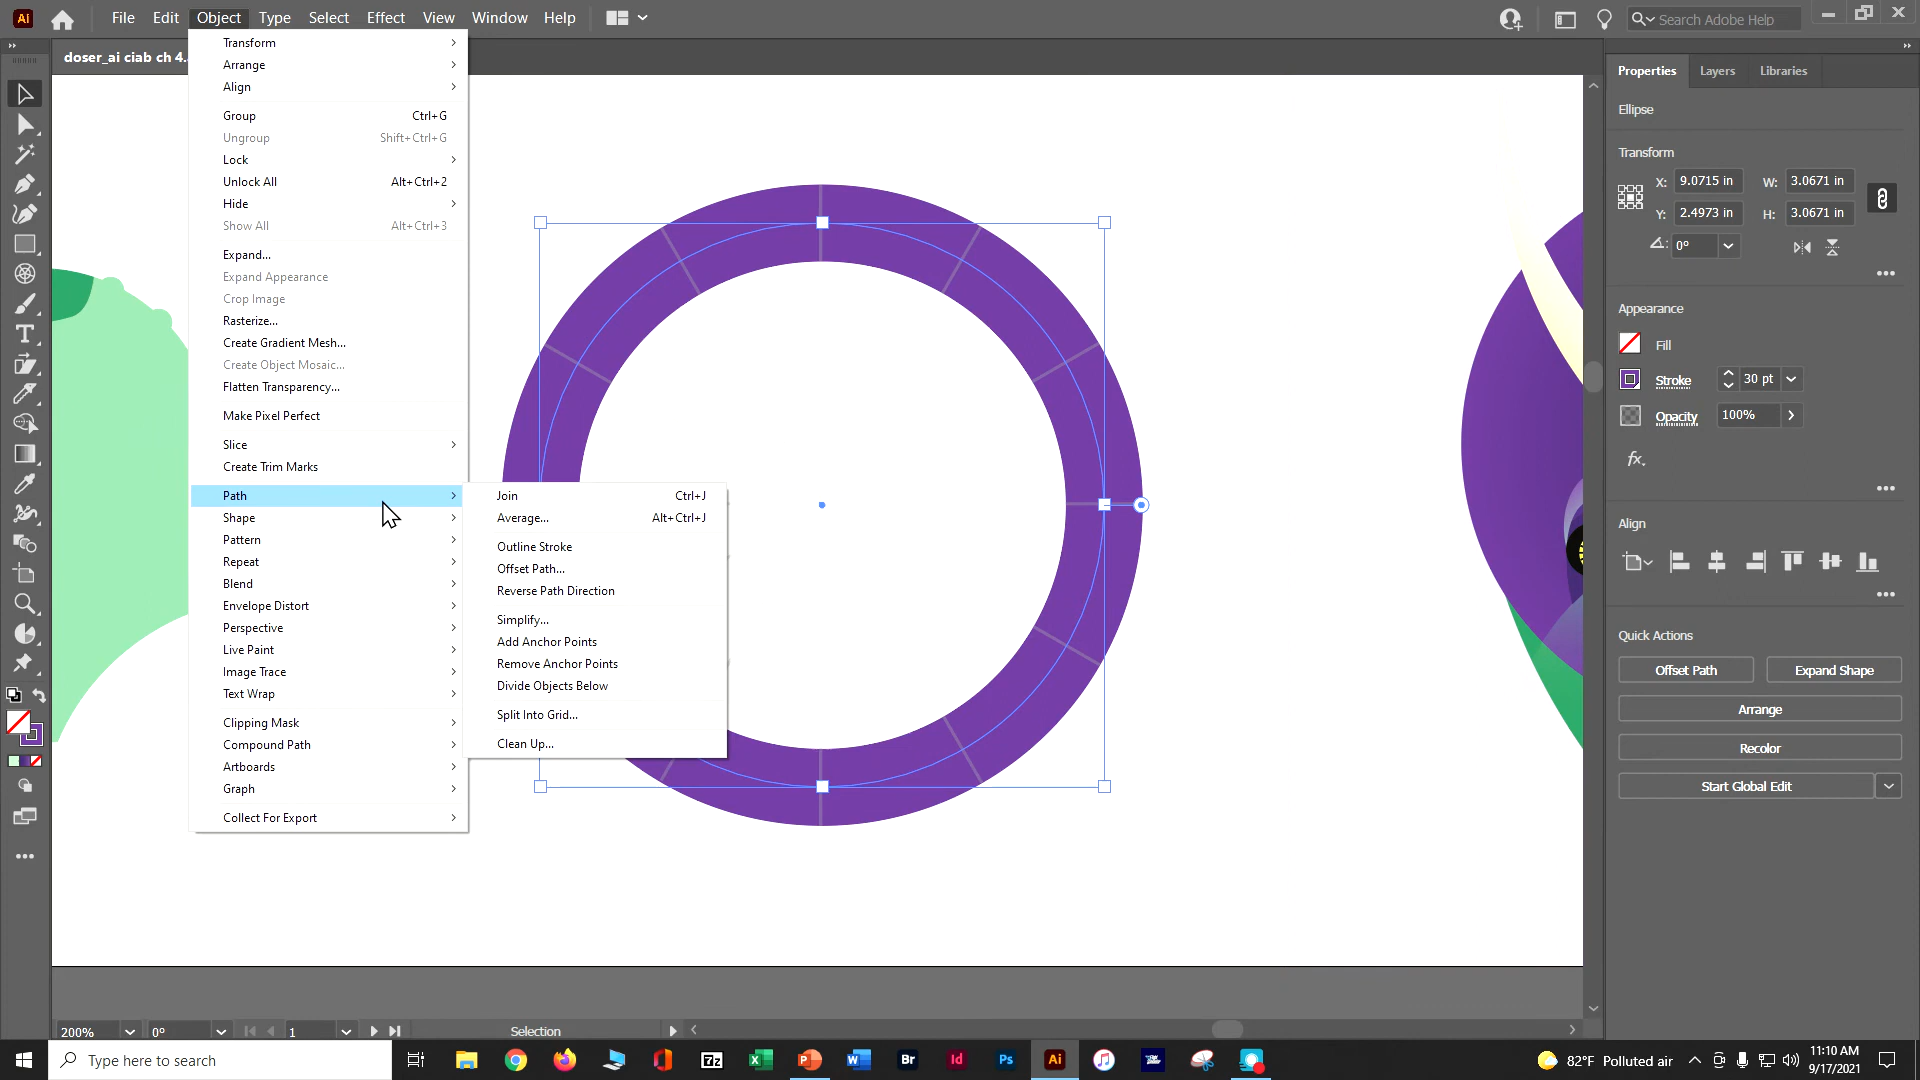 Ai File Edit Object Type Select Effect View Window Help Search Adobe Help
doser_ai ciab ch 4.
Transform
Arrange
Align
Group Ctrl+G
Ungroup Shift+Ctrl+G
Lock
Unlock All Alt+Ctrl+2
Hide
Show All Alt+Ctrl+3
Expand...
Expand Appearance
Crop Image
Rasterize...
Create Gradient Mesh...
Create Object Mosaic...
Flatten Transparency...
Make Pixel Perfect
Slice
Create Trim Marks
Path
Shape
Pattern
Repeat
Blend
Envelope Distort
Perspective
Live Paint
Image Trace
Text Wrap
Clipping Mask
Compound Path
Artboards
Graph
Collect For Export
Join Ctrl+J
Average... Alt+Ctrl+J
Outline Stroke
Offset Path...
Reverse Path Direction
Simplify...
Add Anchor Points
Remove Anchor Points
Divide Objects Below
Split Into Grid...
Clean Up...
Properties Layers Libraries
Ellipse
Transform
X: 9.0715 in W: 3.0671 in
Y: 2.4973 in H: 3.0671 in
0°
Appearance
Fill
Stroke 30 pt
Opacity 100%
fx.
Align
Quick Actions
Offset Path Expand Shape
Arrange
Recolor
Start Global Edit
200% 0° 1 Selection
Type here to search 7z Br Id Ps Ai 82°F Polluted air 11:10 AM
9/17/2021